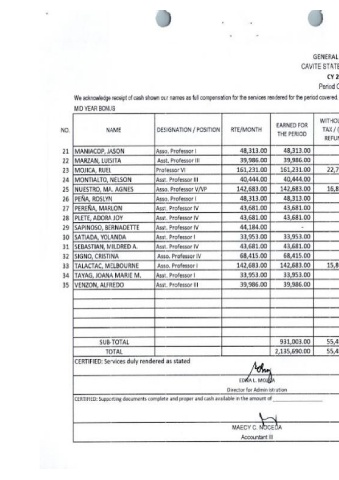 GENERAL
CAVITE STATE
CY 2
Period C
We acknowledge receipt of cash shown our names as full compensation for the services rendered for the period covered.
MID YEAR BONUS
NO. NAME DESIGNATION / POSITION RTE/MONTH EARNED FOR THE PERIOD WITHOU TAX / ( REFUN
21 MANIACOP, JASON Asso. Professor I 48,313.00 48,313.00
22 MARZAN, LUISITA Asst. Professor III 39,986.00 39,986.00
23 MOJICA, RUEL Professor VI 161,231.00 161,231.00 22,7
24 MONTIALTO, NELSON Asst. Professor III 40,444.00 40,444.00
25 NUESTRO, MA. AGNES Asso. Professor V/VP 142,683.00 142,683.00 16,8
26 PEÑA, ROSLYN Asso. Professor I 48,313.00 48,313.00
27 PEREÑA, MARLON Asst. Professor IV 43,681.00 43,681.00
28 PLETE, ADORA JOY Asst. Professor IV 43,681.00 43,681.00
29 SAPINOSO, BERNADETTE Asst. Professor IV 44,184.00 -
30 SATIADA, YOLANDA Asst. Professor I 33,953.00 33,953.00
31 SEBASTIAN, MILDRED A. Asst. Professor IV 43,681.00 43,681.00
32 SIGNO, CRISTINA Asso. Professor IV 68,415.00 68,415.00
33 TALACTAC, MELBOURNE Asso. Professor I 142,683.00 142,683.00 15,8
34 TAYAG, JOANA MARIE M. Asst. Professor I 33,953.00 33,953.00
35 VENZON, ALFREDO Asst. Professor III 39,986.00 39,986.00
SUB-TOTAL 931,003.00 55,4
TOTAL 2,135,690.00 55,4
CERTIFIED: Services duly rendered as stated
EDNA L.
Director for Administration
CERTIFIED: Supporting documents complete and proper and cash available in the amount of
MAECY C. NOCEDA
Accountant III